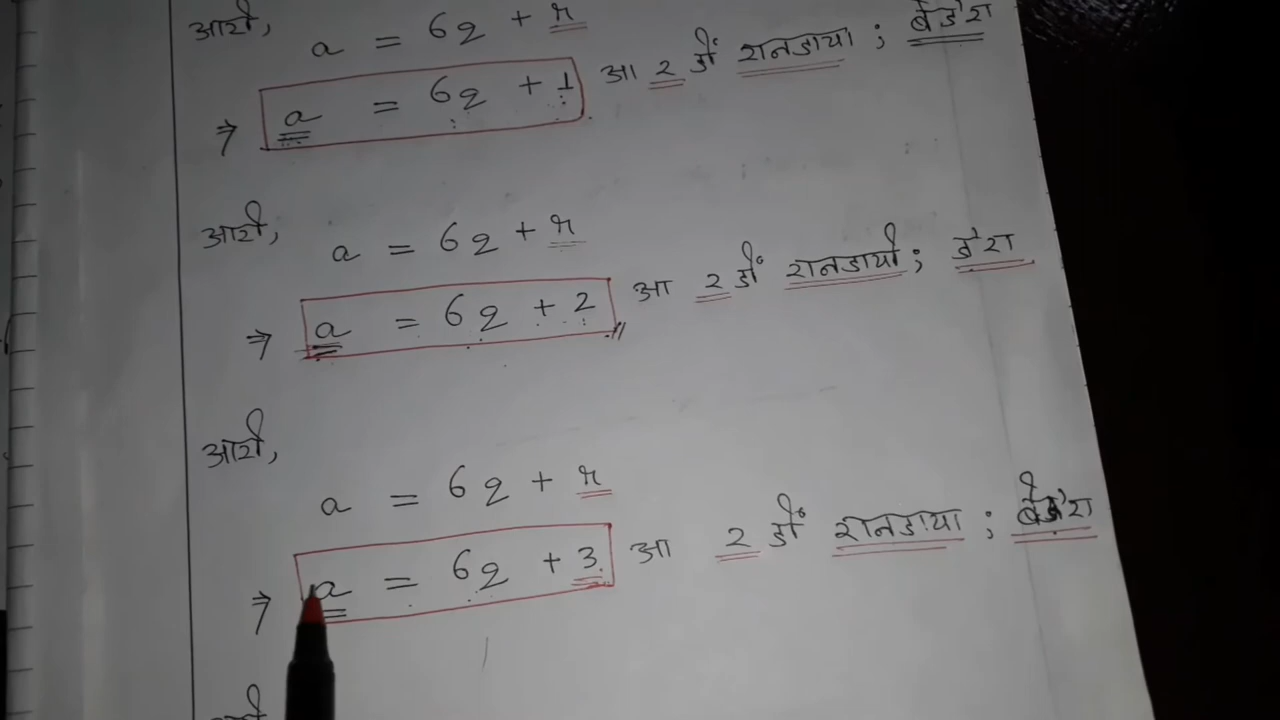 आरो,
a = 6q + r
⇒ a = 6q + 1 आ 2 जों रानजाया ; बेजोरा
आरो,
a = 6q + r
⇒ a = 6q + 2 आ 2 जों रानजायो ; जोरा
आरो,
a = 6q + r
⇒ a = 6q + 3 आ 2 जों रानजाया ; बेजोरा